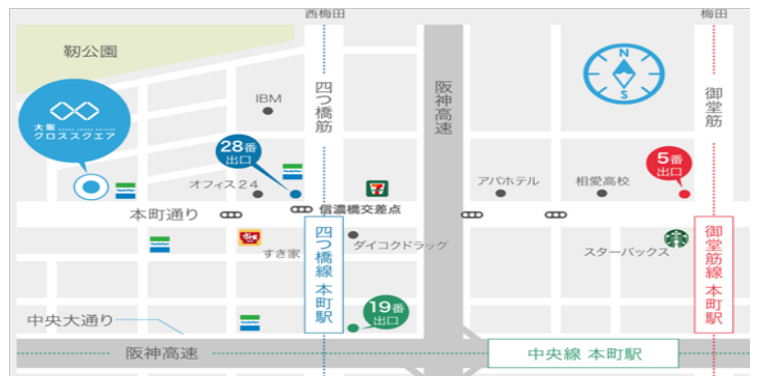 西梅田
梅田
靭公園
N
S
IBM
四つ橋筋
阪神高速
御堂筋
大阪
クロススクエア
28番
出口
5番
出口
オフィス24
7
アパホテル
相愛高校
本町通り
信濃橋交差点
すき家
ダイコクドラッグ
スターバックス
四つ橋線 本町駅
御堂筋線 本町駅
19番
出口
中央大通り
阪神高速
中央線 本町駅